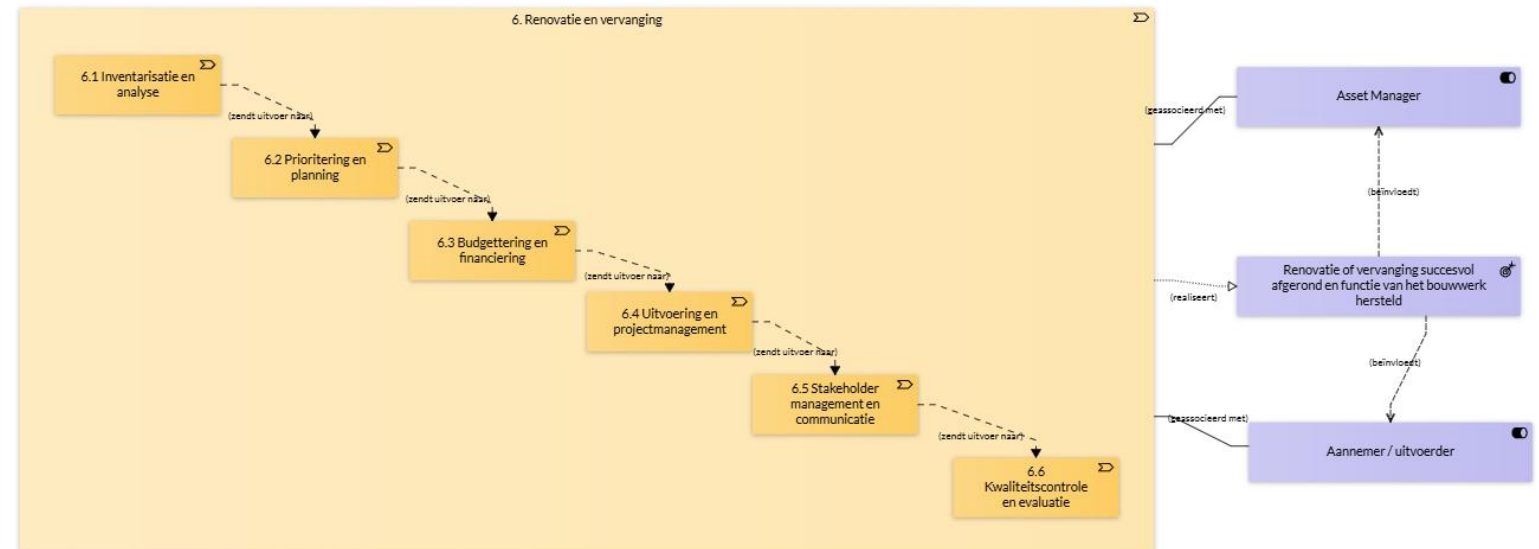 6. Renovatie en vervanging
6.1 Inventarisatie en
analyse
(zendt uitvoer naar)
6.2 Prioritering en
planning
(zendt uitvoer naar)
6.3 Budgettering en
financiering
(zendt uitvoer naar)
6.4 Uitvoering en
projectmanagement
(zendt uitvoer naar)
6.5 Stakeholder
management en
communicatie
(zendt uitvoer naar)
6.6
Kwaliteitscontrole
en evaluatie
(geassocieerd met)
Asset Manager
(beïnvloedt)
(realiseert)
Renovatie of vervanging succesvol
afgerond en functie van het bouwwerk
hersteld
(beïnvloedt)
(geassocieerd met)
Aannemer / uitvoerder